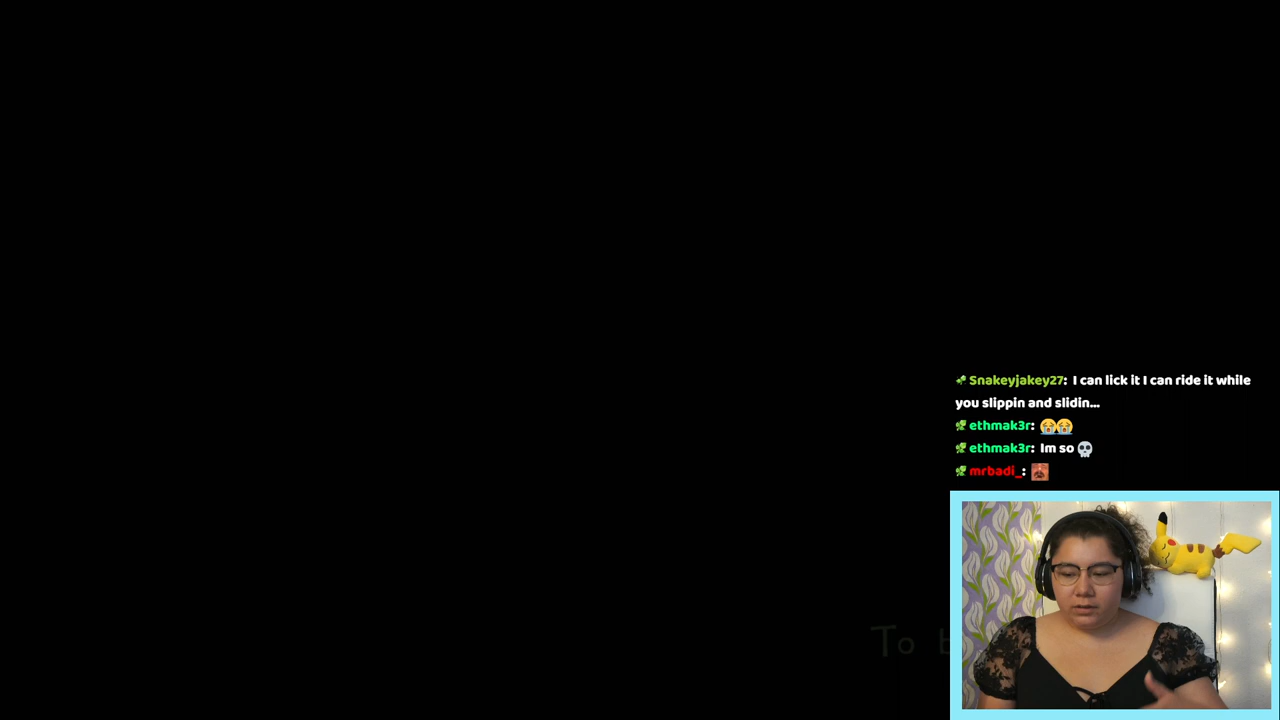 Snakeyjakey27: I can lick it I can ride it while
you slippin and slidin...
ethmak3r: 😭😭
ethmak3r: Im so 💀
mrbadi_:
To b